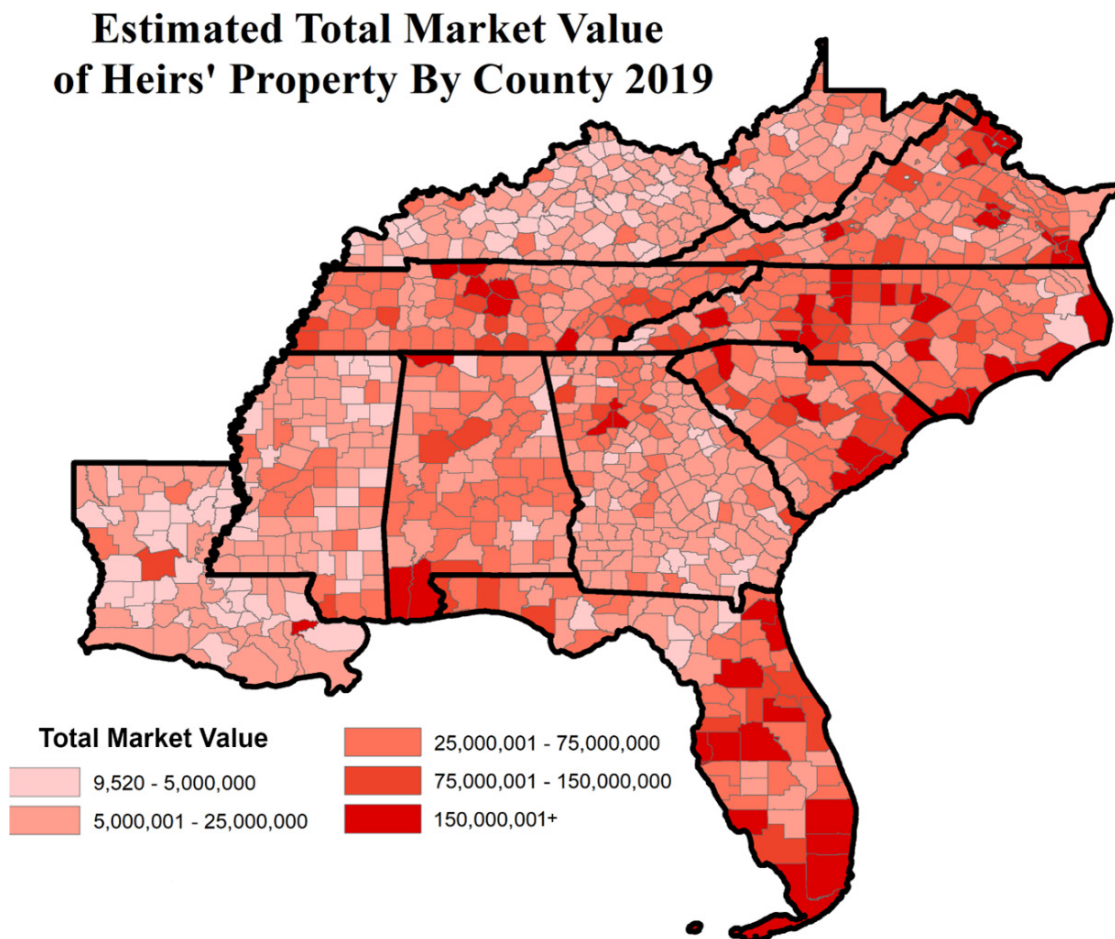 Estimated Total Market Value
of Heirs' Property By County 2019
Total Market Value
9,520 - 5,000,000
5,000,001 - 25,000,000
25,000,001 - 75,000,000
75,000,001 - 150,000,000
150,000,001+